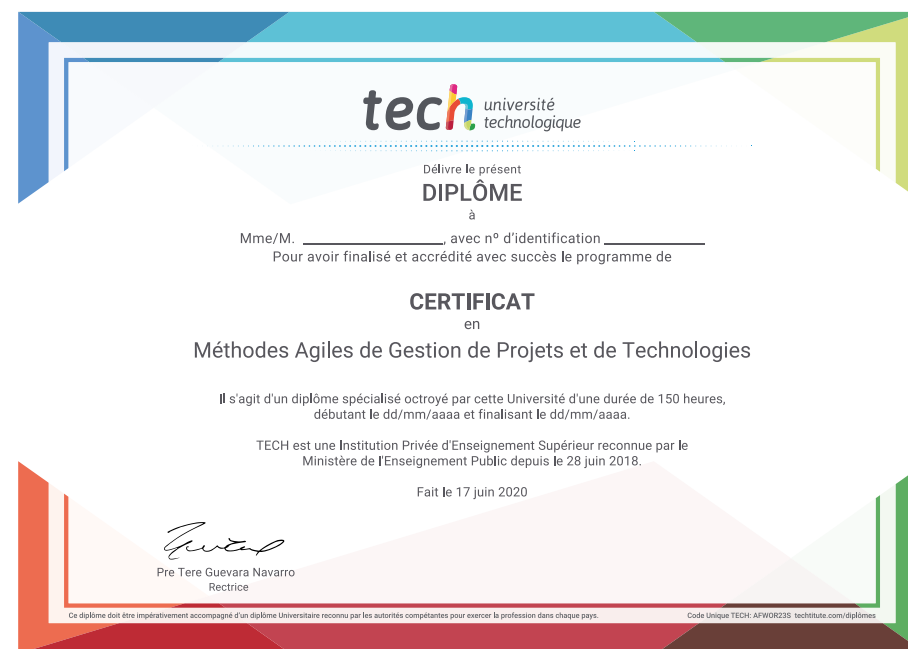 tech université
technologique
Délivre le présent
DIPLÔME
à
Mme/M. ____________________, avec nº d'identification ______________
Pour avoir finalisé et accrédité avec succès le programme de
CERTIFICAT
en
Méthodes Agiles de Gestion de Projets et de Technologies
Il s'agit d'un diplôme spécialisé octroyé par cette Université d'une durée de 150 heures,
débutant le dd/mm/aaaa et finalisant le dd/mm/aaaa.
TECH est une Institution Privée d'Enseignement Supérieur reconnue par le
Ministère de l'Enseignement Public depuis le 28 juin 2018.
Fait le 17 juin 2020
Pre Tere Guevara Navarro
Rectrice
Ce diplôme doit être impérativement accompagné d'un diplôme Universitaire reconnu par les autorités compétantes pour exercer la profession dans chaque pays.
Code Unique TECH: AFWOR23S techtitute.com/diplômes